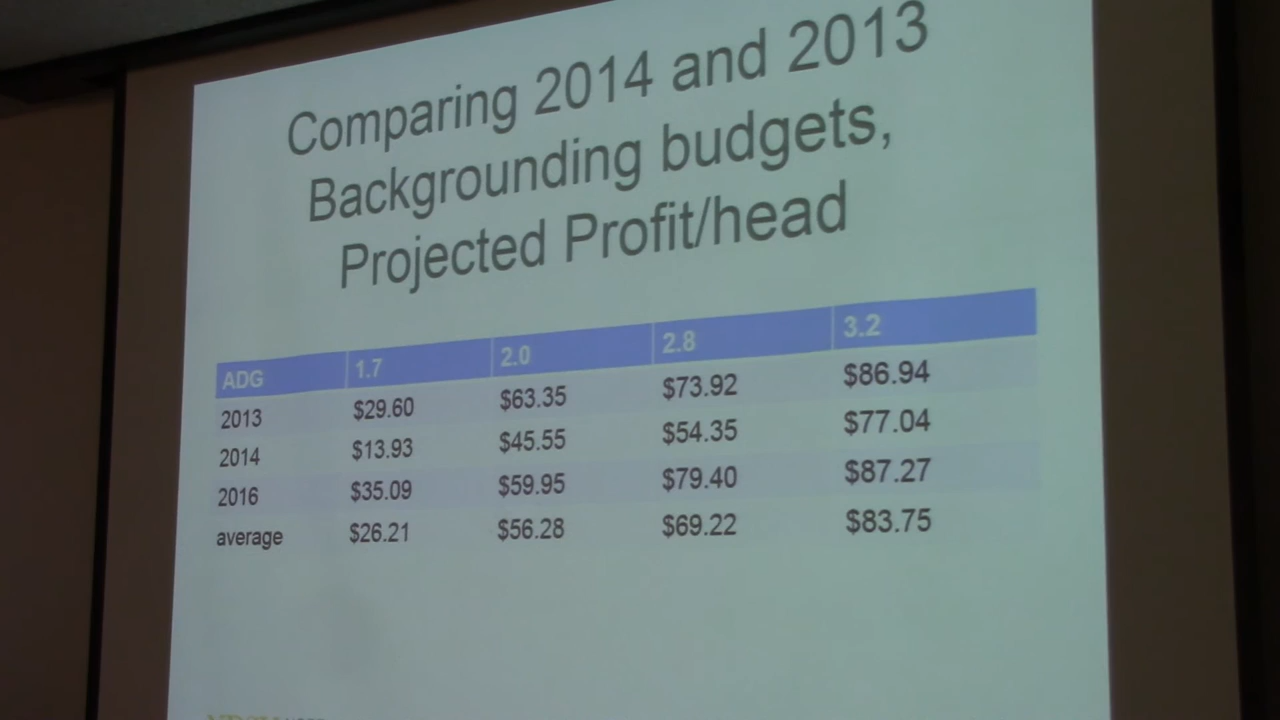 Comparing 2014 and 2013
Backgrounding budgets,
Projected Profit/head
ADG 1.7 2.0 2.8 3.2
2013 $29.60 $63.35 $73.92 $86.94
2014 $13.93 $45.55 $54.35 $77.04
2016 $35.09 $59.95 $79.40 $87.27
average $26.21 $56.28 $69.22 $83.75